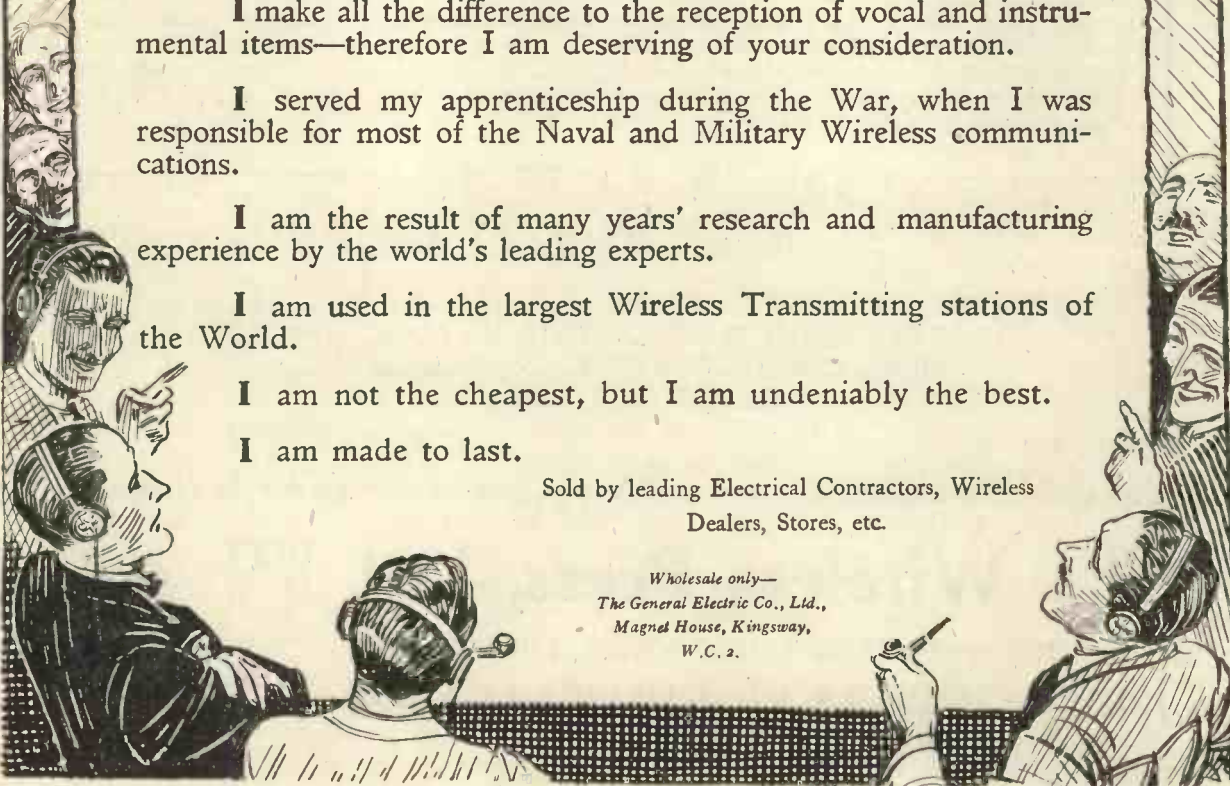 I make all the difference to the reception of vocal and instru-
mental items—therefore I am deserving of your consideration.
I served my apprenticeship during the War, when I was
responsible for most of the Naval and Military Wireless communi-
cations.
I am the result of many years' research and manufacturing
experience by the world's leading experts.
I am used in the largest Wireless Transmitting stations of
the World.
I am not the cheapest, but I am undeniably the best.
I am made to last.
Sold by leading Electrical Contractors, Wireless
Dealers, Stores, etc.
Wholesale only—
The General Electric Co., Ltd.,
Magnet House, Kingsway,
W.C. 2.